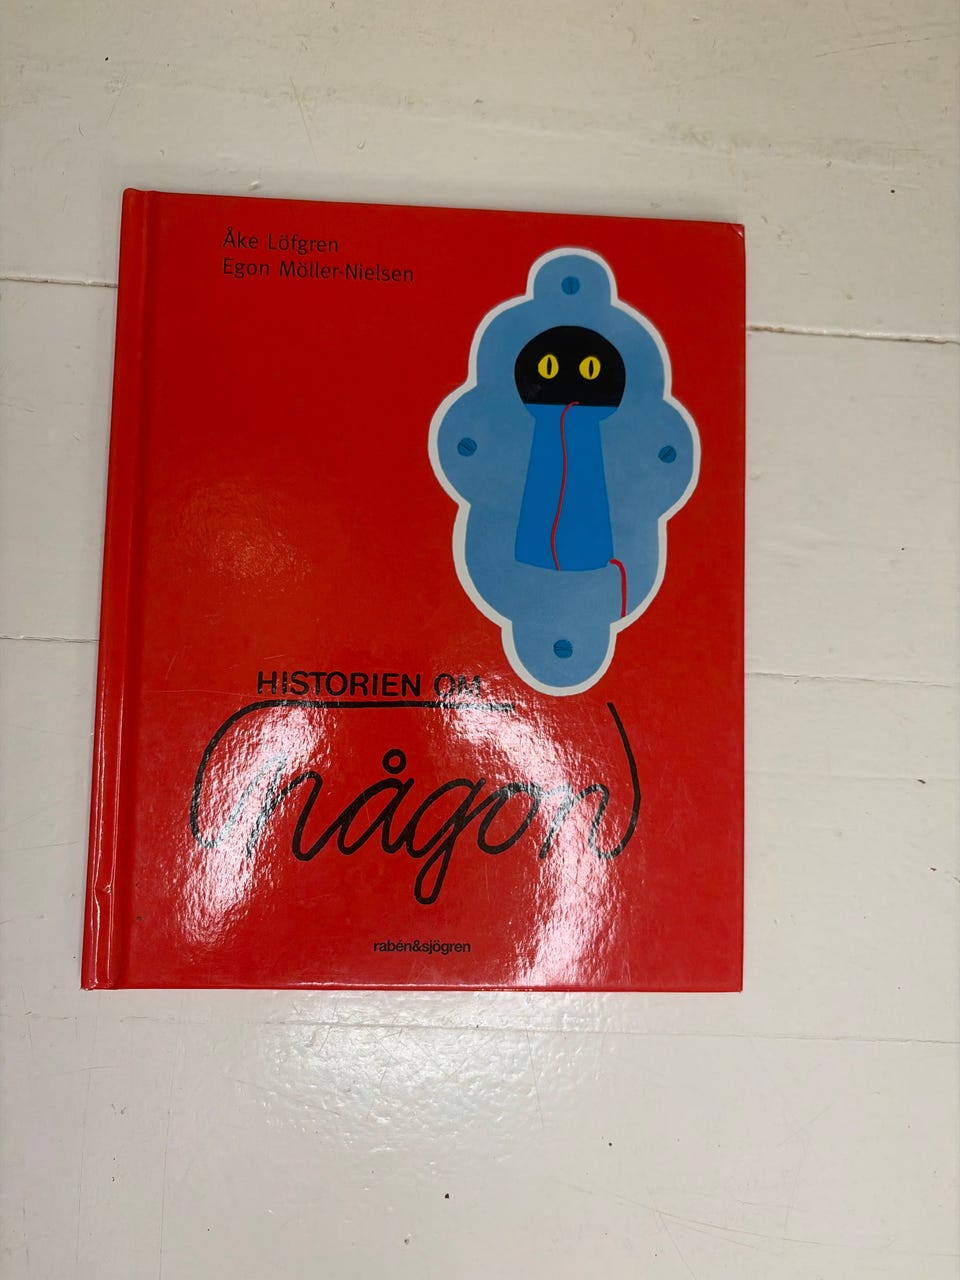 Åke Löfgren
Egon Möller-Nielsen
HISTORIEN OM
någon
rabén&sjögren